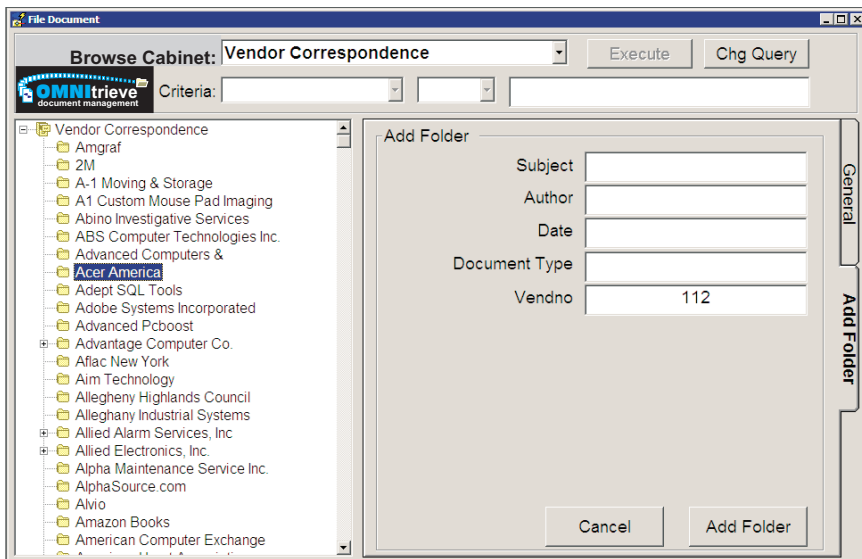 File Document
Browse Cabinet: Vendor Correspondence
Execute
Chg Query
OMNItrieve
document management
Criteria:
Vendor Correspondence
Amgraf
2M
A-1 Moving & Storage
A1 Custom Mouse Pad Imaging
Abino Investigative Services
ABS Computer Technologies Inc.
Advanced Computers &
Acer America
Adept SQL Tools
Adobe Systems Incorporated
Advanced Pcboost
Advantage Computer Co.
Aflac New York
Aim Technology
Allegheny Highlands Council
Alleghany Industrial Systems
Allied Alarm Services, Inc
Allied Electronics, Inc.
Alpha Maintenance Service Inc.
AlphaSource.com
Alvio
Amazon Books
American Computer Exchange
Add Folder
Subject
Author
Date
Document Type
Vendno 112
Cancel
Add Folder
General
Add Folder